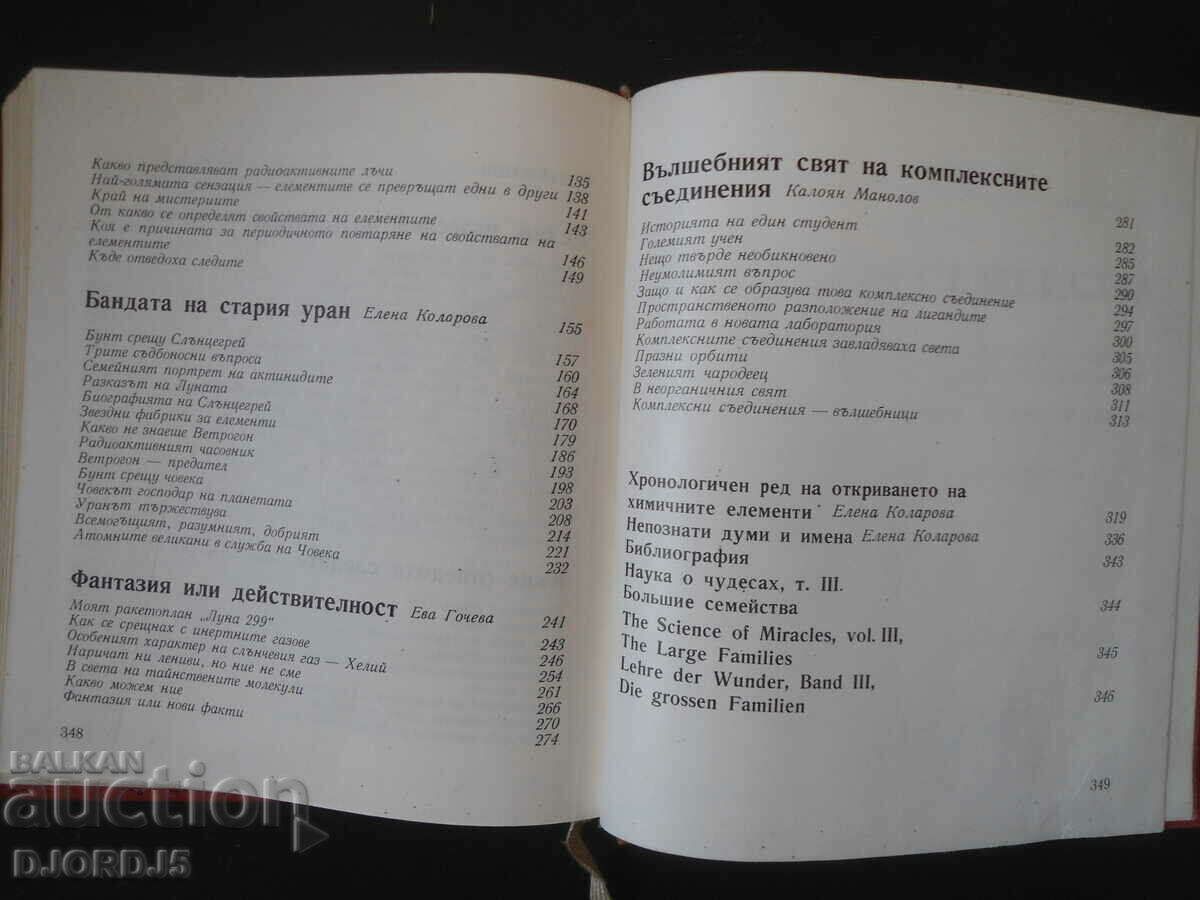 Какво представляват радиоактивните лъчи 135
Най-голямата сензация — елементите се превръщат едни в други 138
Край на мистериите 141
От какво се определят свойствата на елементите 143
Коя е причината за периодичното повтаряне на свойствата на
елементите 146
Къде отведоха следите 149
Бандата на стария уран Елена Коларова 155
Бунт срещу Слънцегрей 157
Трите съдбоносни въпроса 160
Семейният портрет на актинидите 164
Разказът на Луната 168
Биографията на Слънцегрей 170
Звездни фабрики за елементи 179
Какво не знаеше Ветрогон 186
Радиоактивният часовник 193
Ветрогон — предател 198
Бунт срещу човека 203
Човекът господар на планетата 208
Уранът тържествува 214
Всемогъщият, разумният, добрият 221
Атомните великани в служба на Човека 232
Фантазия или действителност Ева Гочева 241
Моят ракетоплан „Луна 299“ 243
Как се срещнах с инертните газове 246
Особеният характер на слънчевия газ — Хелий 254
Наричат ни лениви, но ние не сме 261
В света на тайнствените молекули 266
Какво можем ние 270
Фантазия или нови факти 274
348
Вълшебният свят на комплексните
съединения Калоян Манолов 281
Историята на един студент 282
Големият учен 285
Нещо твърде необикновено 287
Неумолимият въпрос 290
Защо и как се образува това комплексно съединение 294
Пространственото разположение на лигандите 297
Работата в новата лаборатория 300
Комплексните съединения завладяваха света 305
Празни орбити 306
Зеленият чародеец 308
В неорганичния свят 311
Комплексни съединения — вълшебници 313
Хронологичен ред на откриването на
химичните елементи Елена Коларова 319
Непознати думи и имена Елена Коларова 336
Библиография 343
Наука о чудесах, т. III.
Большие семейства 344
The Science of Miracles, vol. III,
The Large Families 345
Lehre der Wunder, Band III,
Die grossen Familien 346
349
BALKAN
auction
DJORDJ5